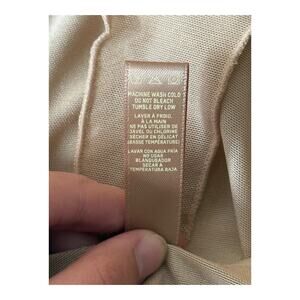 MACHINE WASH COLD
DO NOT BLEACH
TUMBLE DRY LOW
LAVER À FROID,
À LA MAIN
NE PAS UTILISER DE
JAVEL OU CHLORINE
SÉCHER EN DÉLICAT
(BASSE TEMPÉRATURE)
LAVAR CON AGUA FRÍA
NO USAR
BLANQUEADOR
SECAR A
TEMPERATURA BAJA